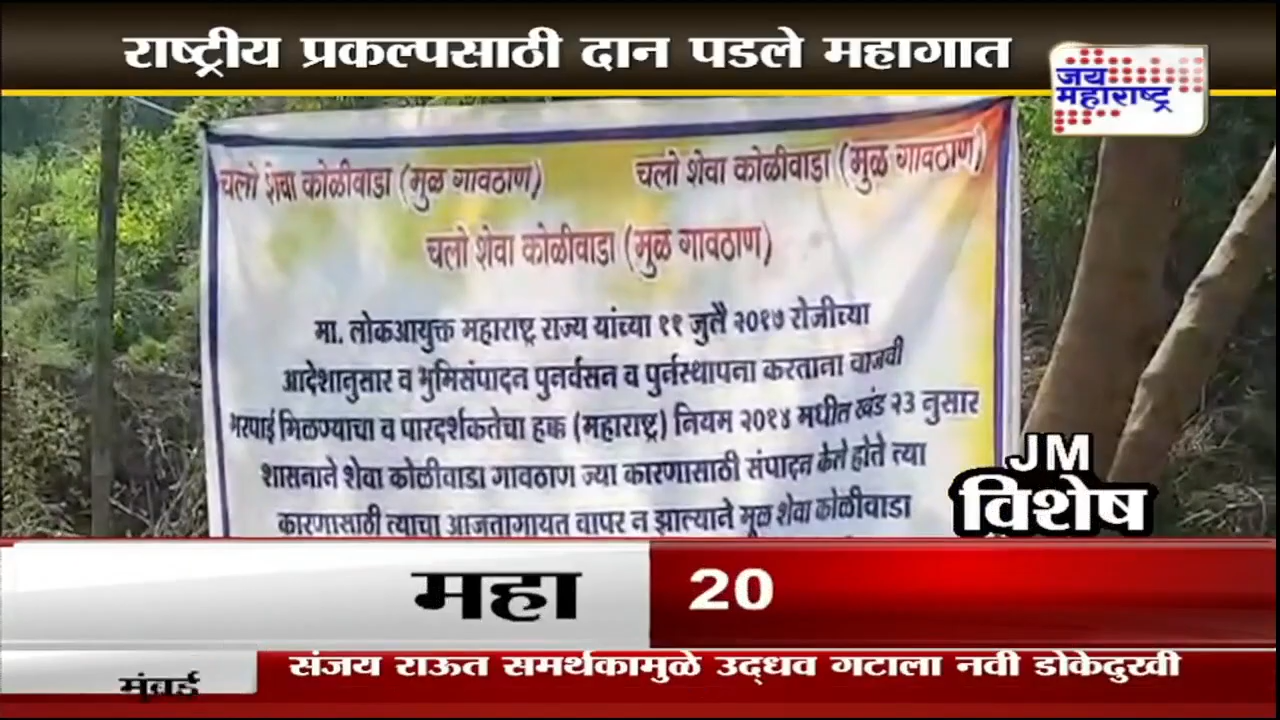 राष्ट्रीय प्रकल्पसाठी दान पडले महागात
जय महाराष्ट्र
चलो शेवा कोळीवाडा (मुळ गावठाण) चलो शेवा कोळीवाडा (मुळ गावठाण)
चलो शेवा कोळीवाडा (मुळ गावठाण)
मा. लोकआयुक्त महाराष्ट्र राज्य यांच्या ११ जुलै २०१७ रोजीच्या
आदेशानुसार व भुमिसंपादन पुनर्वसन व पुर्नस्थापना करताना वाजवी
भरपाई मिळण्याचा व पारदर्शकतेचा हक्क (महाराष्ट्र) नियम २०१४ मधील खंड २३ नुसार
शासनाने शेवा कोळीवाडा गावठाण ज्या कारणासाठी संपादन केले होते त्या
कारणासाठी त्याचा आजतागायत वापर न झाल्याने मूळ शेवा कोळीवाडा
JM
विशेष
महा 20
मुंबई संजय राऊत समर्थकामुळे उद्धव गटाला नवी डोकेदुखी